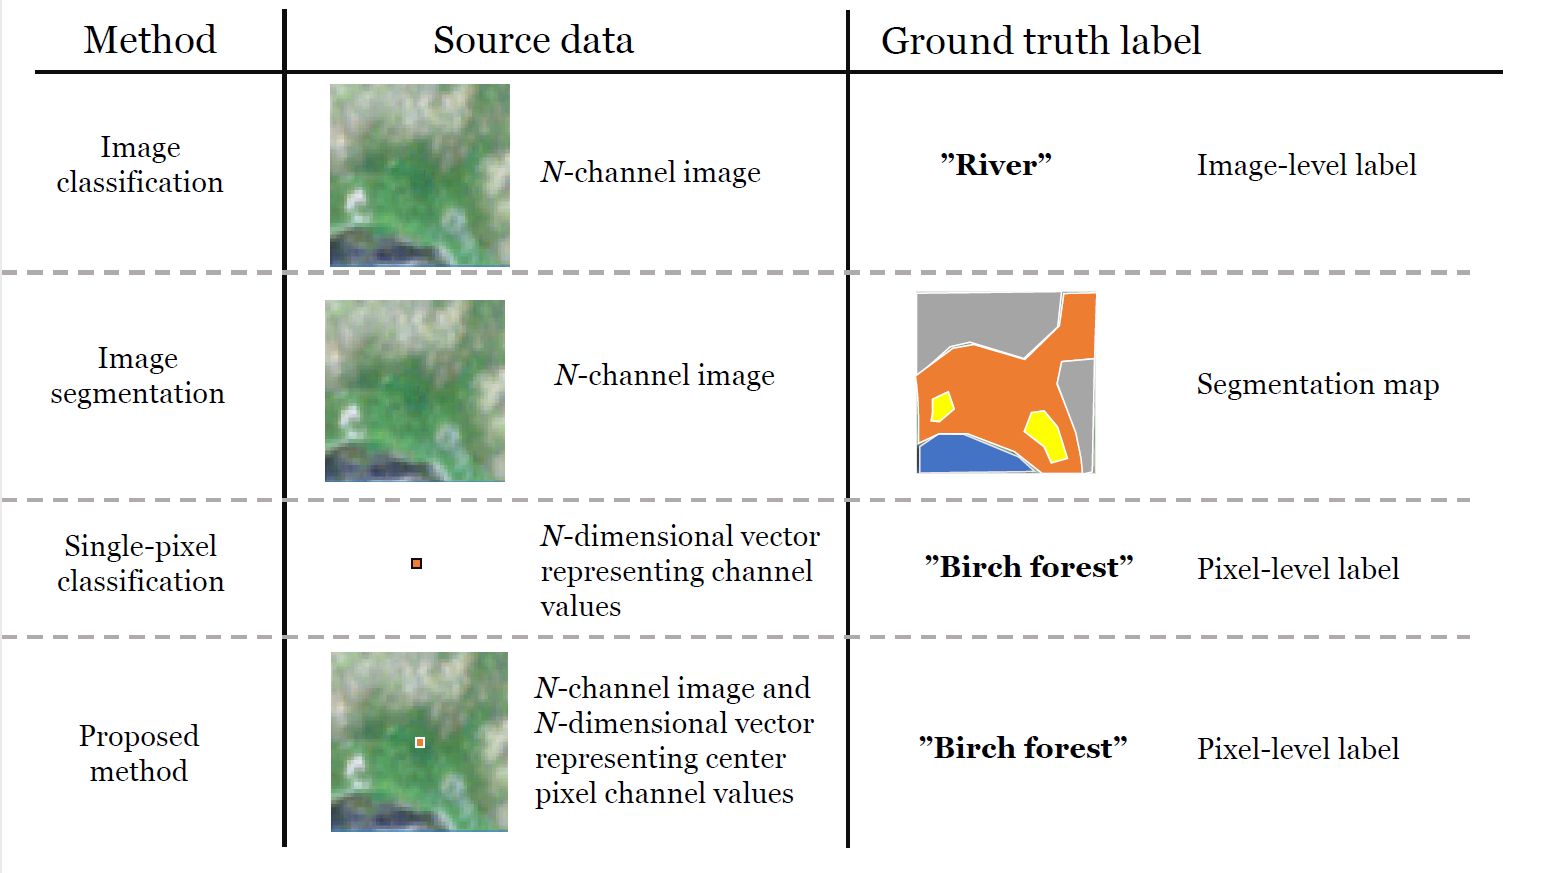 Method
Source data
Ground truth label
Image
classification
N-channel image
”River”
Image-level label
Image
segmentation
N-channel image
Segmentation map
Single-pixel
classification
N-dimensional vector
representing channel
values
”Birch forest”
Pixel-level label
Proposed
method
N-channel image and
N-dimensional vector
representing center
pixel channel values
”Birch forest”
Pixel-level label